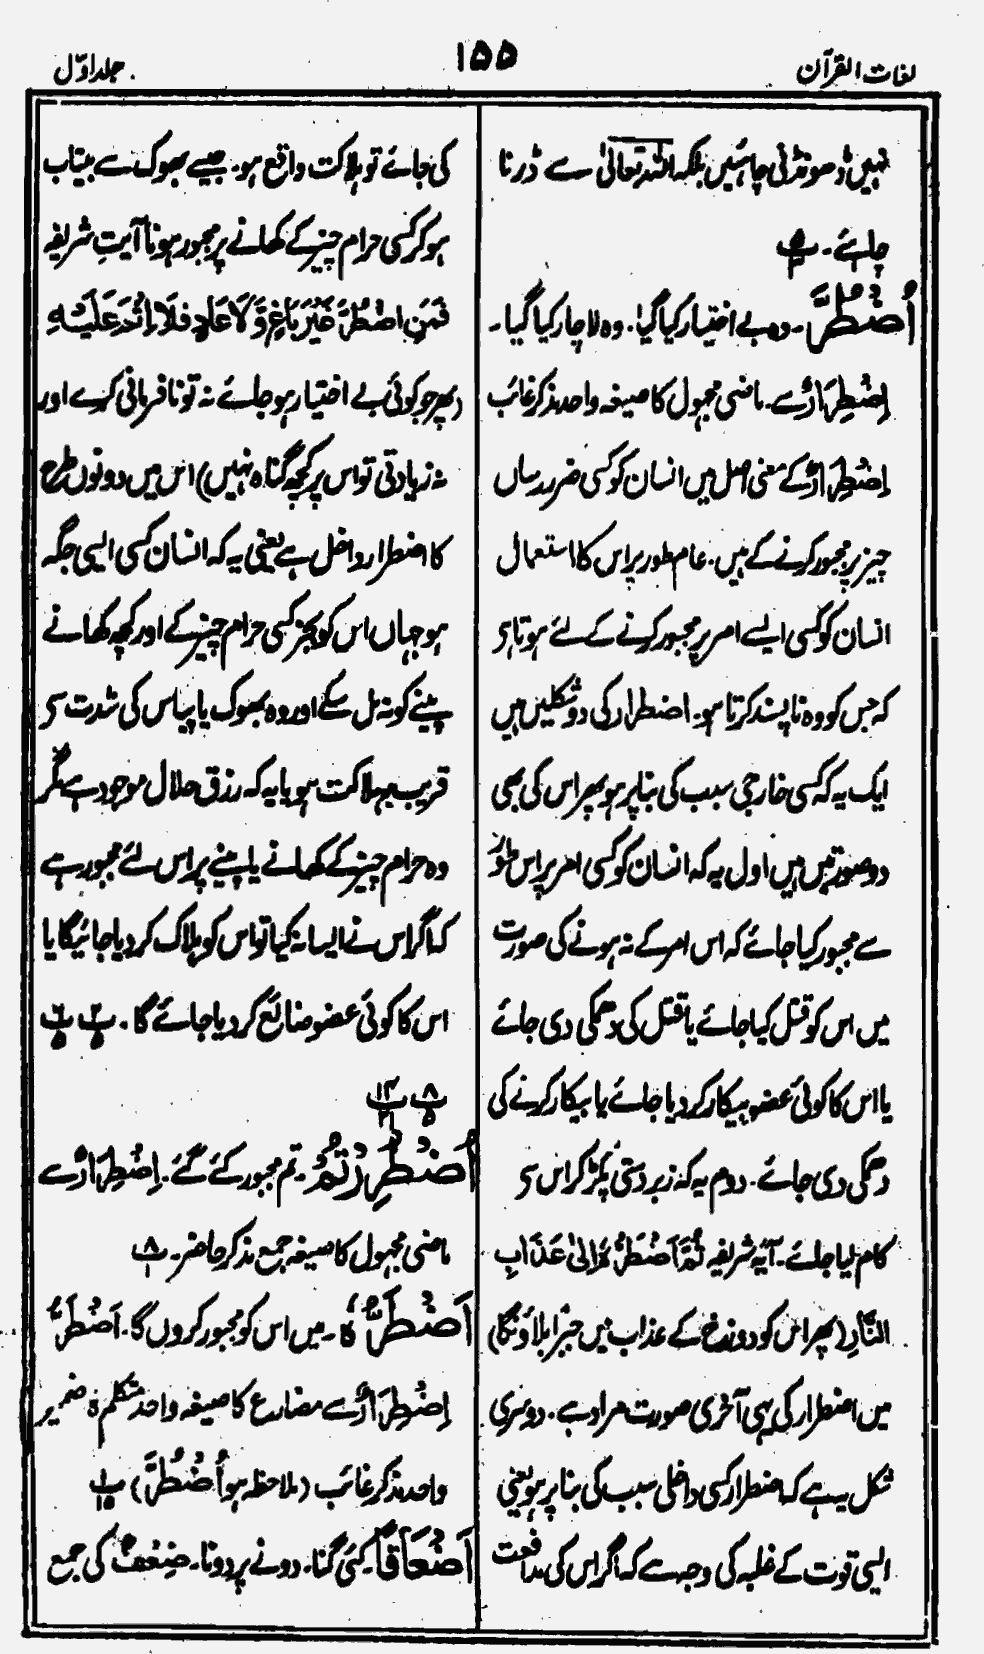 لغات القرآن
۱۵۵
جلد اوّل
نہیں ڈھونڈنی چاہئیں بلکہ اللہ تعالیٰ سے ڈرنا
چاہئے۔
اُضْطُرَّ۔ وہ بے اختیار کیا گیا۔ وہ لاچار کیا گیا۔
اِضْطِرَارٌ سے۔ ماضی مجہول کا صیغہ واحد مذکر غائب
اِضْطِرَارٌ کے معنی اصل میں انسان کو کسی ضرر رساں
چیز پر مجبور کرنے کے ہیں۔ عام طور پر اس کا استعمال
انسان کو کسی ایسے امر پر مجبور کرنے کے لئے ہوتا ہی
کہ جس کو وہ ناپسند کرتا ہو۔ اضطرار کی دو شکلیں ہیں
ایک یہ کہ کسی خارجی سبب کی بنا پر ہو پھر اس کی بھی
دو صورتیں ہیں اول یہ کہ انسان کو کسی امر پر اس طور
سے مجبور کیا جائے کہ اس امر کے نہ ہونے کی صورت
میں اس کو قتل کیا جائے یا قتل کی دھمکی دی جائے
یا اس کا کوئی عضو بیکار کر دیا جائے یا بیکار کرنے کی
دھمکی دی جائے۔ دوم یہ کہ زبردستی پکڑ کر اس سی
کام لیا جائے۔ آیہ شریفہ ثُمَّ اَضْطَرُّہٗ اِلیٰ عَذَابِ
النَّارِ (پھر اس کو دوزخ کے عذاب میں جبراً بلاؤنگا)
میں اضطرار کی یہی آخری صورت مراد ہے۔ دوسری
شکل یہ ہے کہ اضطرار کسی داخلی سبب کی بنا پر ہو یعنی
ایسی قوت کے غلبہ کی وجہ سے کہ اگر اس کی مدافعت
کی جائے تو ہلاکت واقع ہو۔ جیسے بھوک سے بیتاب
ہو کر کسی حرام چیز کے کھانے پر مجبور ہونا آیتِ شریفہ
فَمَنِ اضْطُرَّ غَیْرَ بَاغٍ وَّلَا عَادٍ فَلَا اِثْمَ عَلَیْہِ
(پھر جو کوئی بے اختیار ہو جائے نہ تو نافرمانی کرے اور
نہ زیادتی تو اس پر کچھ گناہ نہیں) اس میں دونوں طرح
کا اضطرار داخل ہے یعنی یہ کہ انسان کسی ایسی جگہ
ہو جہاں اس کو بجز کسی حرام چیز کے اور کچھ کھانے
پینے کو نہ مل سکے اور وہ بھوک یا پیاس کی شدت سی
قریب بہلاکت ہو یا یہ کہ رزق حلال موجود ہے مگر
وہ حرام چیز کے کھانے یا پینے پر اس لئے مجبور ہے
کہ اگر اس نے ایسا نہ کیا تو اس کو ہلاک کر دیا جائیگا یا
اس کا کوئی عضو ضائع کر دیا جائے گا۔
اُضْطُرِرْتُمْ۔ تم مجبور کئے گئے۔ اِضْطِرَارٌ سے
ماضی مجہول کا صیغہ جمع مذکر حاضر۔
اَضْطَرُّہٗ۔ میں اس کو مجبور کروں گا۔ اَضْطَرُّ
اِضْطِرَارٌ سے مضارع کا صیغہ واحد متکلم ہٗ ضمیر
واحد مذکر غائب (ملاحظہ ہو اُضْطُرَّ)
اَضْعَافًا۔ کئی گنا۔ دونے پر دونا۔ ضِعْفٌ کی جمع